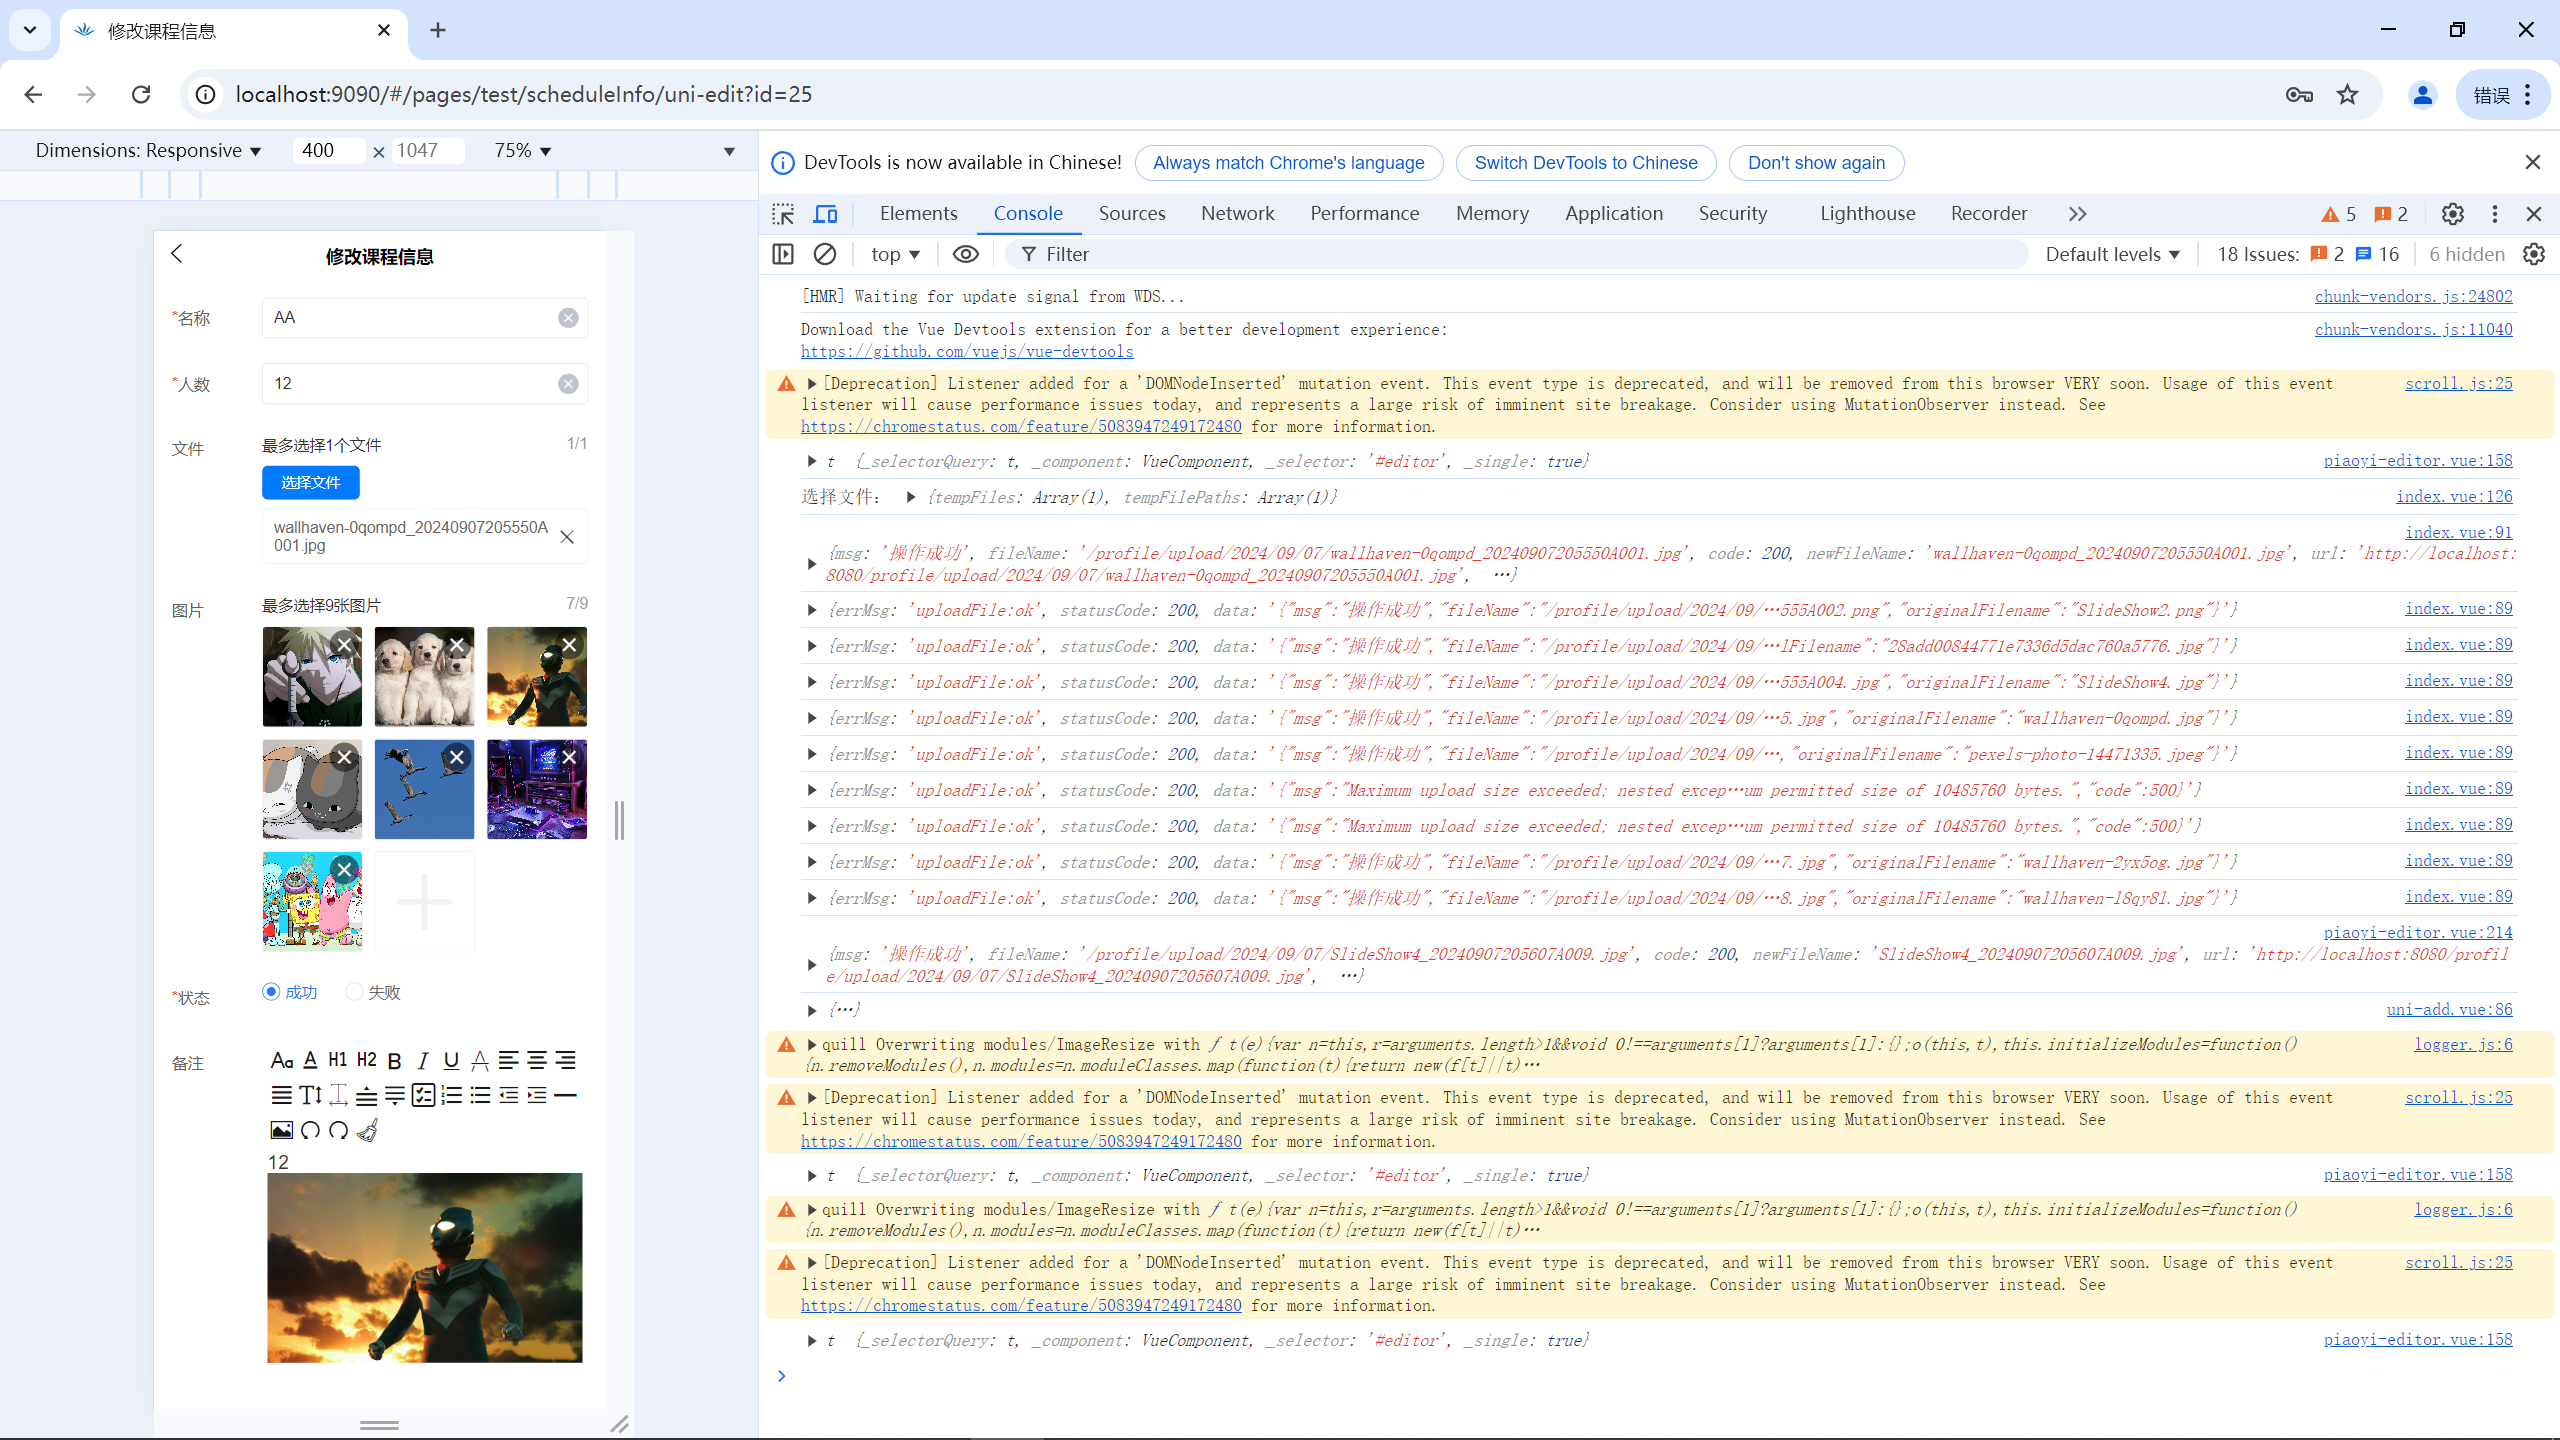 修改课程信息
localhost:9090/#/pages/test/scheduleInfo/uni-edit?id=25
错误
Dimensions: Responsive 400 × 1047 75%
修改课程信息
*名称 AA
*人数 12
文件 最多选择1个文件 1/1
选择文件
wallhaven-0qompd_20240907205550A
001.jpg
图片 最多选择9张图片 7/9
*状态 成功 失败
备注
H1 H2 B I U
12
DevTools is now available in Chinese! Always match Chrome's language Switch DevTools to Chinese Don't show again
Elements Console Sources Network Performance Memory Application Security Lighthouse Recorder 5 2
top Filter Default levels 18 Issues: 2 16 6 hidden
[HMR] Waiting for update signal from WDS... chunk-vendors.js:24802
Download the Vue Devtools extension for a better development experience: chunk-vendors.js:11040
https://github.com/vuejs/vue-devtools
[Deprecation] Listener added for a 'DOMNodeInserted' mutation event. This event type is deprecated, and will be removed from this browser VERY soon. Usage of this event scroll.js:25
listener will cause performance issues today, and represents a large risk of imminent site breakage. Consider using MutationObserver instead. See
https://chromestatus.com/feature/5083947249172480 for more information.
t {_selectorQuery: t, _component: VueComponent, _selector: '#editor', _single: true} piaoyi-editor.vue:158
选择文件： {tempFiles: Array(1), tempFilePaths: Array(1)} index.vue:126
index.vue:91
{msg: '操作成功', fileName: '/profile/upload/2024/09/07/wallhaven-0qompd_20240907205550A001.jpg', code: 200, newFileName: 'wallhaven-0qompd_20240907205550A001.jpg', url: 'http://localhost:
8080/profile/upload/2024/09/07/wallhaven-0qompd_20240907205550A001.jpg', …}
{errMsg: 'uploadFile:ok', statusCode: 200, data: '{"msg":"操作成功","fileName":"/profile/upload/2024/09/…555A002.png","originalFilename":"SlideShow2.png"}'} index.vue:89
{errMsg: 'uploadFile:ok', statusCode: 200, data: '{"msg":"操作成功","fileName":"/profile/upload/2024/09/…lFilename":"28add00844771e7336d5dac760a5776.jpg"}'} index.vue:89
{errMsg: 'uploadFile:ok', statusCode: 200, data: '{"msg":"操作成功","fileName":"/profile/upload/2024/09/…555A004.jpg","originalFilename":"SlideShow4.jpg"}'} index.vue:89
{errMsg: 'uploadFile:ok', statusCode: 200, data: '{"msg":"操作成功","fileName":"/profile/upload/2024/09/…5.jpg","originalFilename":"wallhaven-0qompd.jpg"}'} index.vue:89
{errMsg: 'uploadFile:ok', statusCode: 200, data: '{"msg":"操作成功","fileName":"/profile/upload/2024/09/…,"originalFilename":"pexels-photo-14471335.jpeg"}'} index.vue:89
{errMsg: 'uploadFile:ok', statusCode: 200, data: '{"msg":"Maximum upload size exceeded; nested excep…um permitted size of 10485760 bytes.","code":500}'} index.vue:89
{errMsg: 'uploadFile:ok', statusCode: 200, data: '{"msg":"Maximum upload size exceeded; nested excep…um permitted size of 10485760 bytes.","code":500}'} index.vue:89
{errMsg: 'uploadFile:ok', statusCode: 200, data: '{"msg":"操作成功","fileName":"/profile/upload/2024/09/…7.jpg","originalFilename":"wallhaven-2yx5og.jpg"}'} index.vue:89
{errMsg: 'uploadFile:ok', statusCode: 200, data: '{"msg":"操作成功","fileName":"/profile/upload/2024/09/…8.jpg","originalFilename":"wallhaven-l8qy8l.jpg"}'} index.vue:89
piaoyi-editor.vue:214
{msg: '操作成功', fileName: '/profile/upload/2024/09/07/SlideShow4_20240907205607A009.jpg', code: 200, newFileName: 'SlideShow4_20240907205607A009.jpg', url: 'http://localhost:8080/profil
e/upload/2024/09/07/SlideShow4_20240907205607A009.jpg', …}
{…} uni-add.vue:86
quill Overwriting modules/ImageResize with ƒ t(e){var n=this,r=arguments.length>1&&void 0!==arguments[1]?arguments[1]:{};o(this,t),this.initializeModules=function() logger.js:6
{n.removeModules(),n.modules=n.moduleClasses.map(function(t){return new(f[t]||t)…
[Deprecation] Listener added for a 'DOMNodeInserted' mutation event. This event type is deprecated, and will be removed from this browser VERY soon. Usage of this event scroll.js:25
listener will cause performance issues today, and represents a large risk of imminent site breakage. Consider using MutationObserver instead. See
https://chromestatus.com/feature/5083947249172480 for more information.
t {_selectorQuery: t, _component: VueComponent, _selector: '#editor', _single: true} piaoyi-editor.vue:158
quill Overwriting modules/ImageResize with ƒ t(e){var n=this,r=arguments.length>1&&void 0!==arguments[1]?arguments[1]:{};o(this,t),this.initializeModules=function() logger.js:6
{n.removeModules(),n.modules=n.moduleClasses.map(function(t){return new(f[t]||t)…
[Deprecation] Listener added for a 'DOMNodeInserted' mutation event. This event type is deprecated, and will be removed from this browser VERY soon. Usage of this event scroll.js:25
listener will cause performance issues today, and represents a large risk of imminent site breakage. Consider using MutationObserver instead. See
https://chromestatus.com/feature/5083947249172480 for more information.
t {_selectorQuery: t, _component: VueComponent, _selector: '#editor', _single: true} piaoyi-editor.vue:158